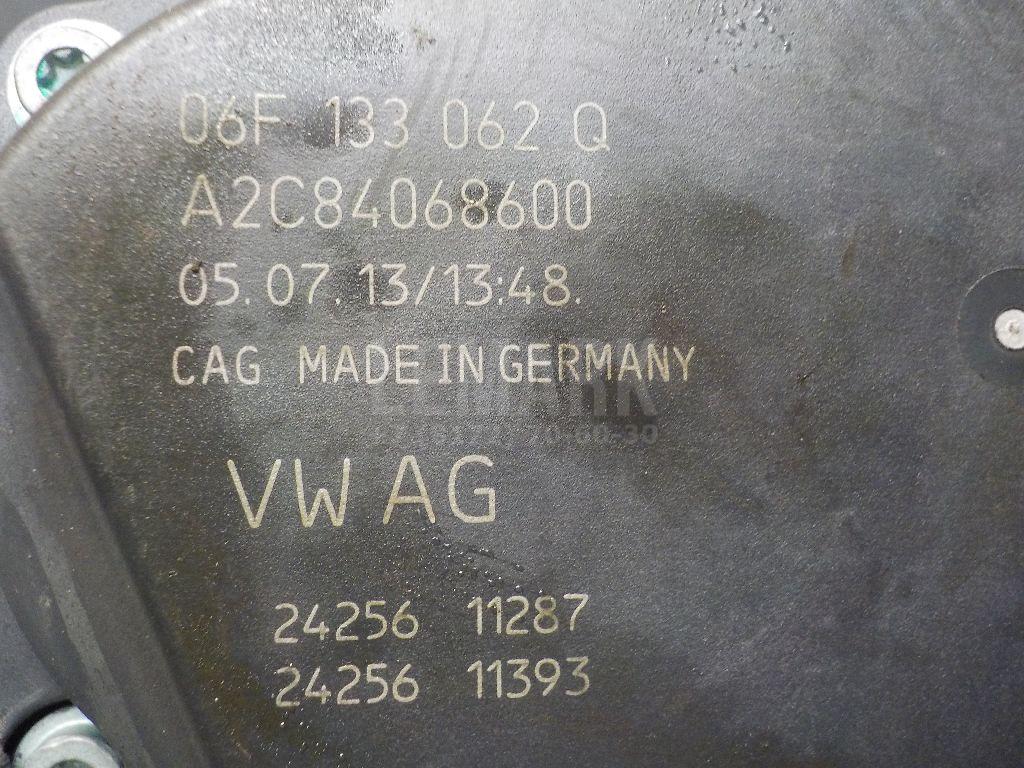 06F 133 062 Q
A2C84068600
05.07.13/13:48.
CAG MADE IN GERMANY
LEMARK
VW AG
24256 11287
24256 11393